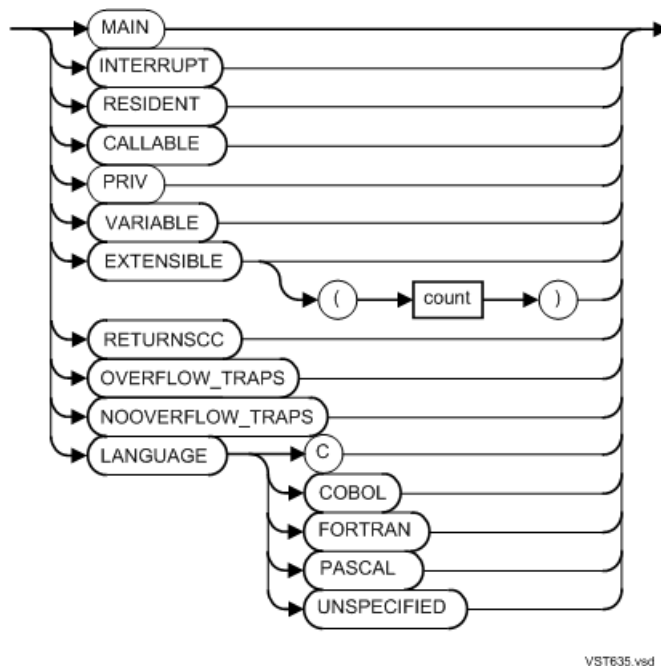 MAIN
INTERRUPT
RESIDENT
CALLABLE
PRIV
VARIABLE
EXTENSIBLE
( count )
RETURNSCC
OVERFLOW_TRAPS
NOOVERFLOW_TRAPS
LANGUAGE C
COBOL
FORTRAN
PASCAL
UNSPECIFIED
VST635.vsd